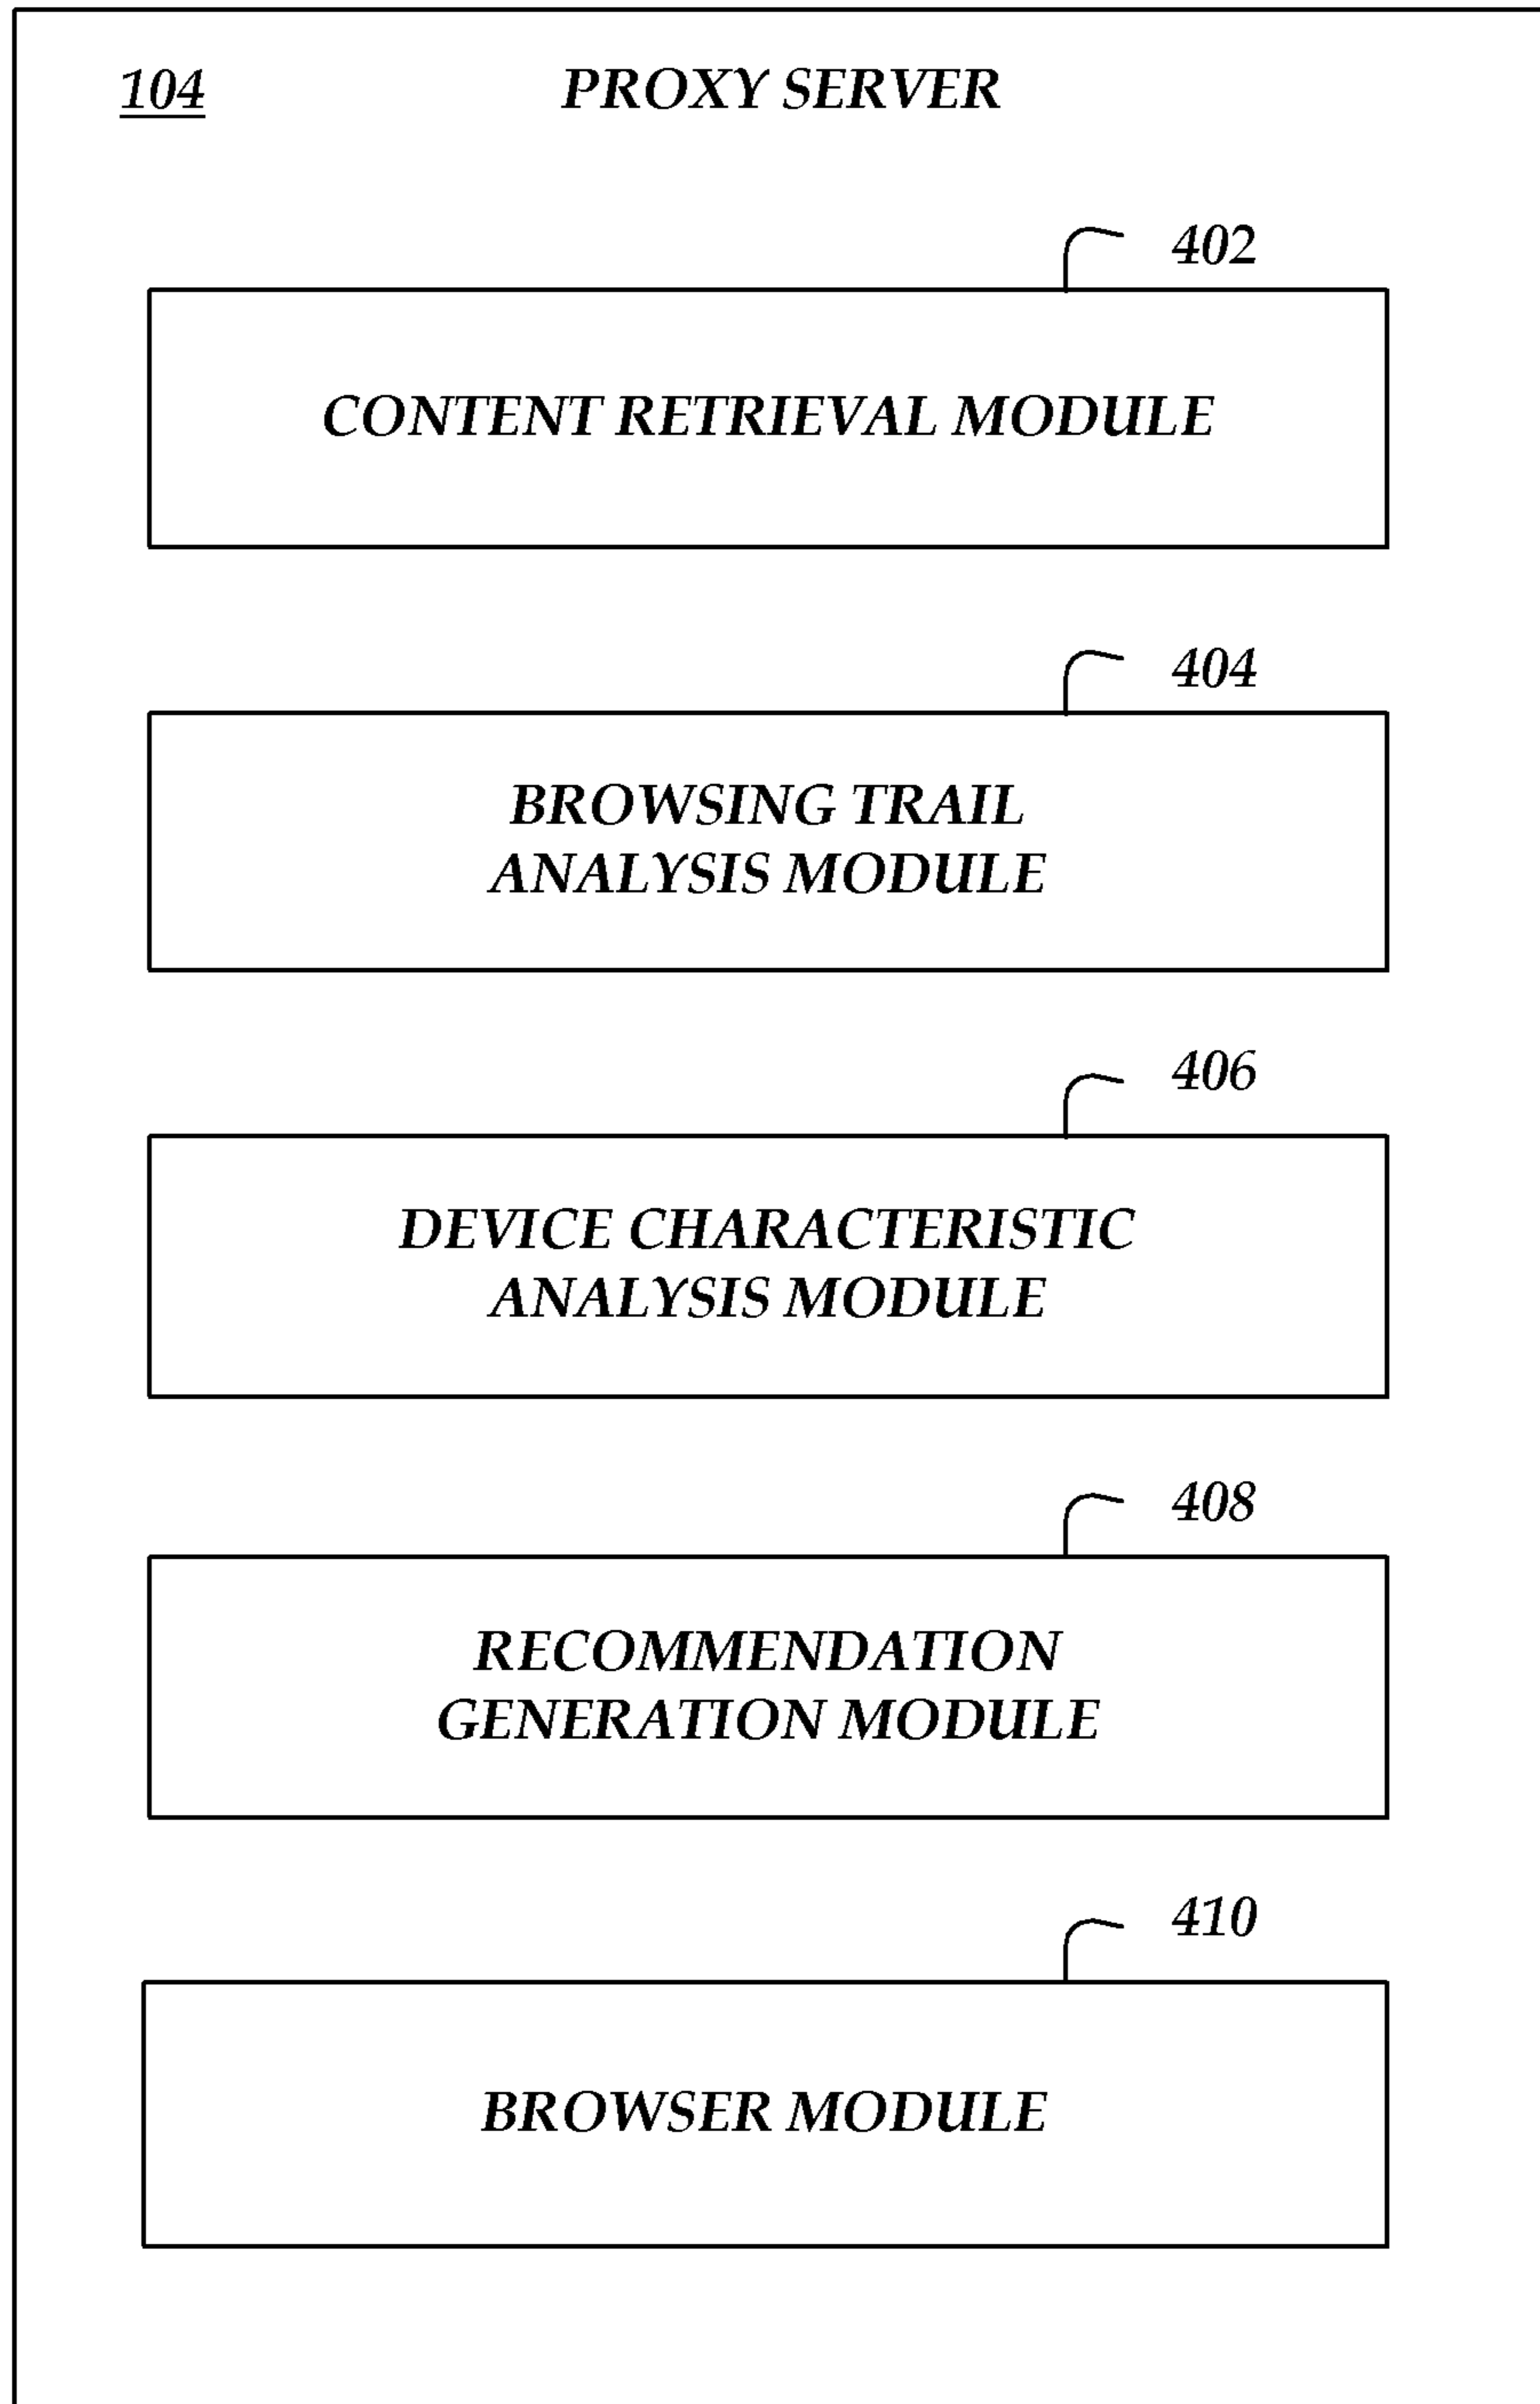 104 PROXY SERVER
402
CONTENT RETRIEVAL MODULE
404
BROWSING TRAIL
ANALYSIS MODULE
406
DEVICE CHARACTERISTIC
ANALYSIS MODULE
408
RECOMMENDATION
GENERATION MODULE
410
BROWSER MODULE